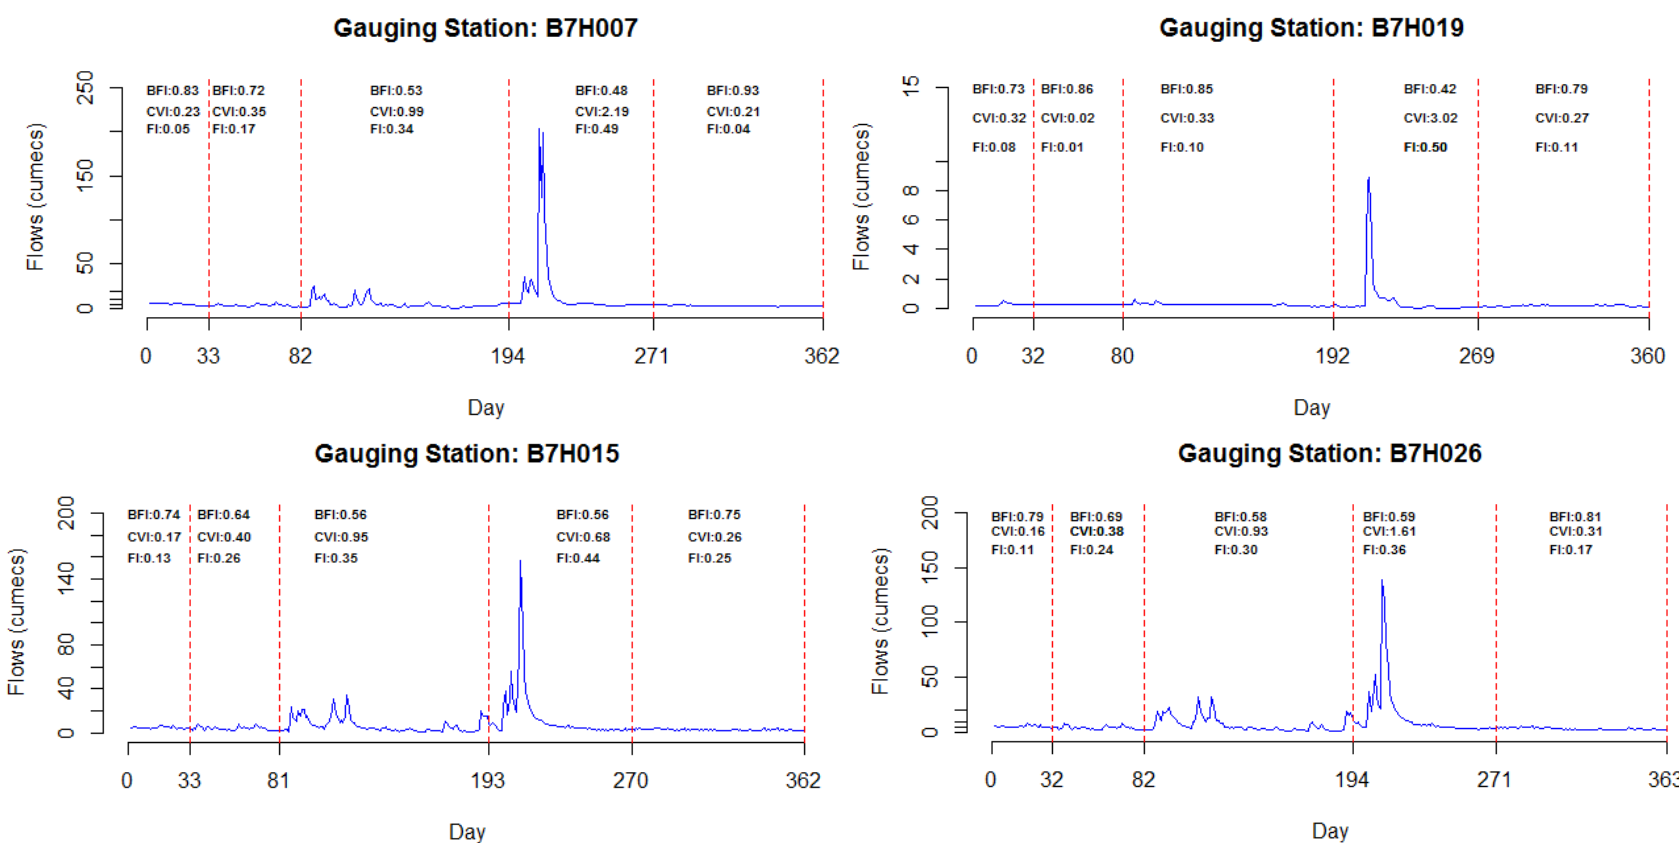 Gauging Station: B7H007
BFI:0.83 BFI:0.72 BFI:0.53 BFI:0.48 BFI:0.93
CVI:0.23 CVI:0.35 CVI:0.99 CVI:2.19 CVI:0.21
FI:0.05 FI:0.17 FI:0.34 FI:0.49 FI:0.04
250
150
50
0
Flows (cumecs)
0 33 82 194 271 362
Day
Gauging Station: B7H019
BFI:0.73 BFI:0.86 BFI:0.85 BFI:0.42 BFI:0.79
CVI:0.32 CVI:0.02 CVI:0.33 CVI:3.02 CVI:0.27
FI:0.08 FI:0.01 FI:0.10 FI:0.50 FI:0.11
15
8
6
4
2
0
Flows (cumecs)
0 32 80 192 269 360
Day
Gauging Station: B7H015
BFI:0.74 BFI:0.64 BFI:0.56 BFI:0.56 BFI:0.75
CVI:0.17 CVI:0.40 CVI:0.95 CVI:0.68 CVI:0.26
FI:0.13 FI:0.26 FI:0.35 FI:0.44 FI:0.25
200
140
80
40
0
Flows (cumecs)
0 33 81 193 270 362
Day
Gauging Station: B7H026
BFI:0.79 BFI:0.69 BFI:0.58 BFI:0.59 BFI:0.81
CVI:0.16 CVI:0.38 CVI:0.93 CVI:1.61 CVI:0.31
FI:0.11 FI:0.24 FI:0.30 FI:0.36 FI:0.17
200
150
100
50
0
Flows (cumecs)
0 32 82 194 271 363
Day